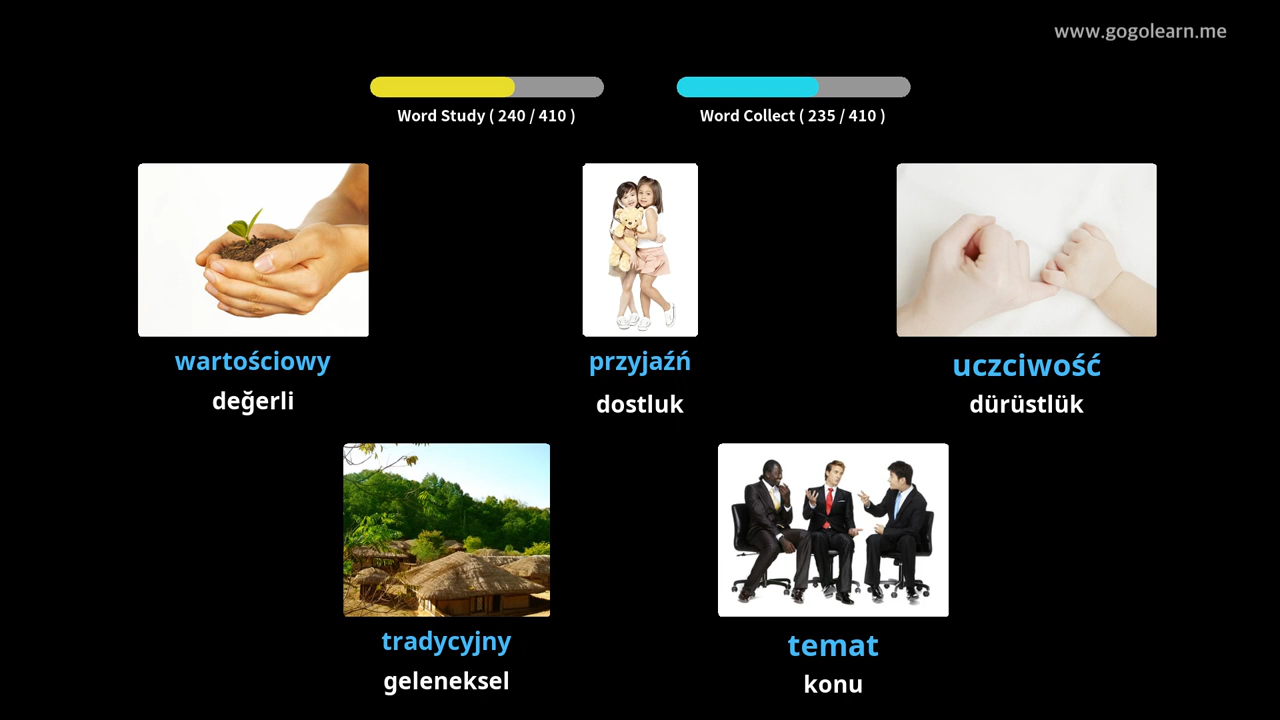 www.gogolearn.me
Word Study ( 240 / 410 )
Word Collect ( 235 / 410 )
wartościowy
değerli
przyjaźń
dostluk
uczciwość
dürüstlük
tradycyjny
geleneksel
temat
konu